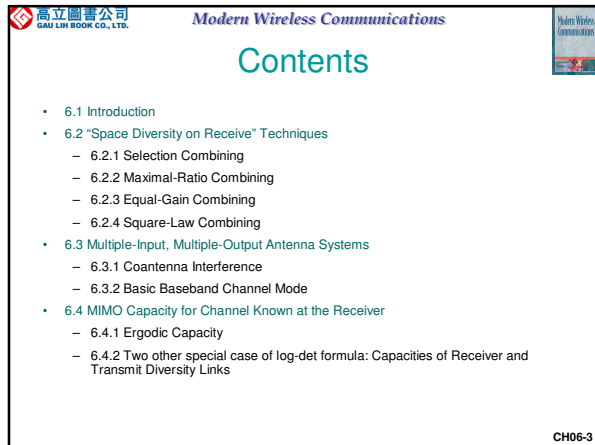 高立圖書公司
GAU LIH BOOK CO., LTD.
Modern Wireless Communications
Modern Wireless
Communications
Contents
• 6.1 Introduction
• 6.2 “Space Diversity on Receive” Techniques
– 6.2.1 Selection Combining
– 6.2.2 Maximal-Ratio Combining
– 6.2.3 Equal-Gain Combining
– 6.2.4 Square-Law Combining
• 6.3 Multiple-Input, Multiple-Output Antenna Systems
– 6.3.1 Coantenna Interference
– 6.3.2 Basic Baseband Channel Mode
• 6.4 MIMO Capacity for Channel Known at the Receiver
– 6.4.1 Ergodic Capacity
– 6.4.2 Two other special case of log-det formula: Capacities of Receiver and
Transmit Diversity Links
CH06-3